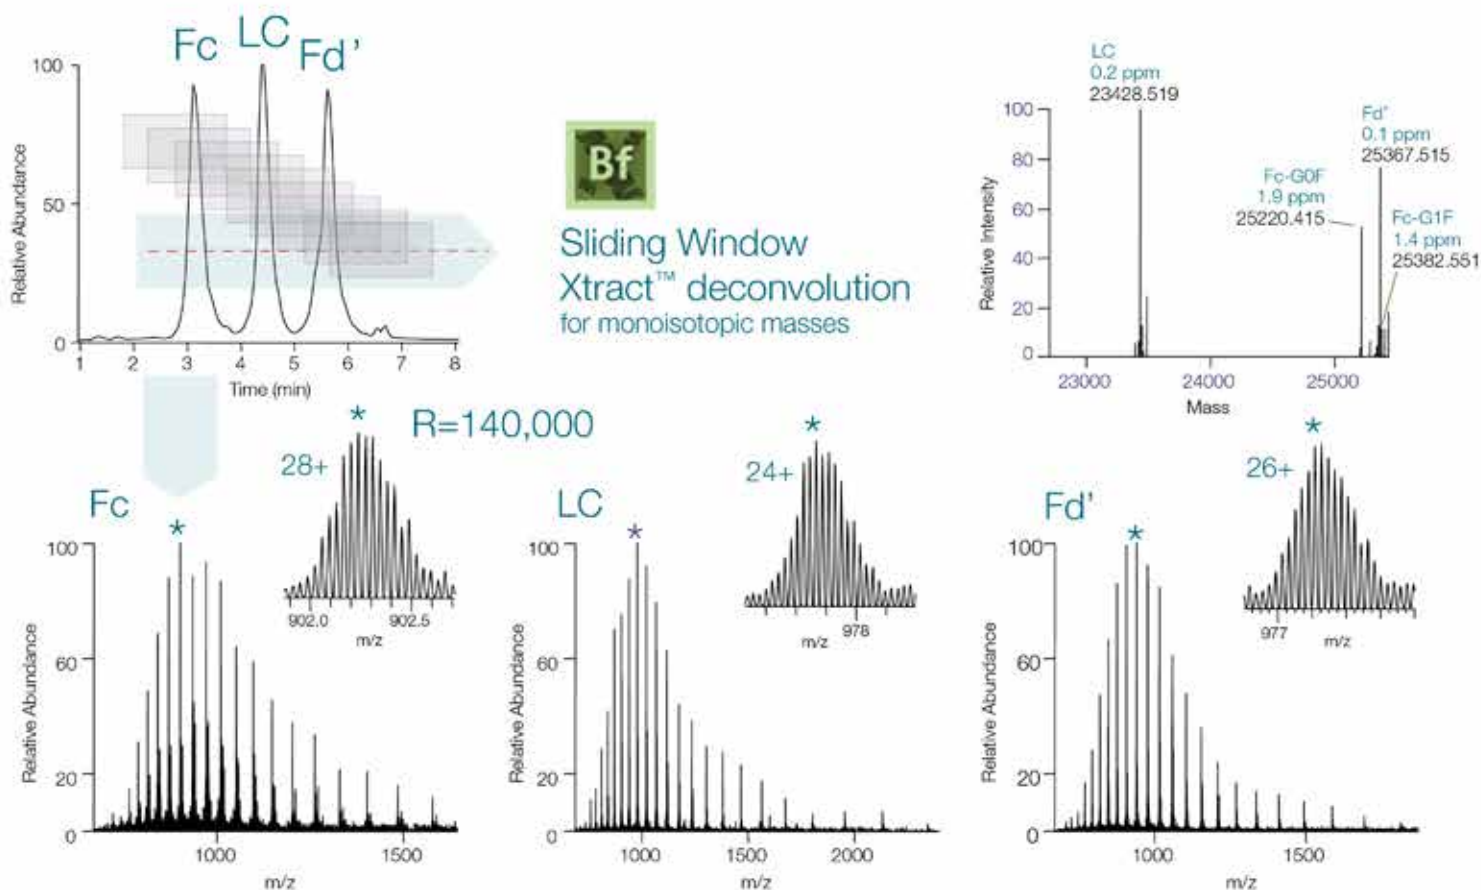 Fc
LC
Fd’
100
50
0
Relative Abundance
1 2 3 4 5 6 7 8
Time (min)
Bf
Sliding Window
Xtract™ deconvolution
for monoisotopic masses
LC
0.2 ppm
23428.519
Fd’
0.1 ppm
25367.515
Fc-G0F
1.9 ppm
25220.415
Fc-G1F
1.4 ppm
25382.551
100
80
60
40
20
0
Relative Intensity
23000 24000 25000
Mass
R=140,000
Fc
*
28+
*
902.0 902.5
m/z
100
60
20
0
Relative Abundance
1000 1500
m/z
LC
*
24+
*
978
m/z
100
60
20
0
Relative Abundance
1000 1500 2000
m/z
Fd’
*
26+
*
977
m/z
100
60
20
0
Relative Abundance
1000 1500
m/z